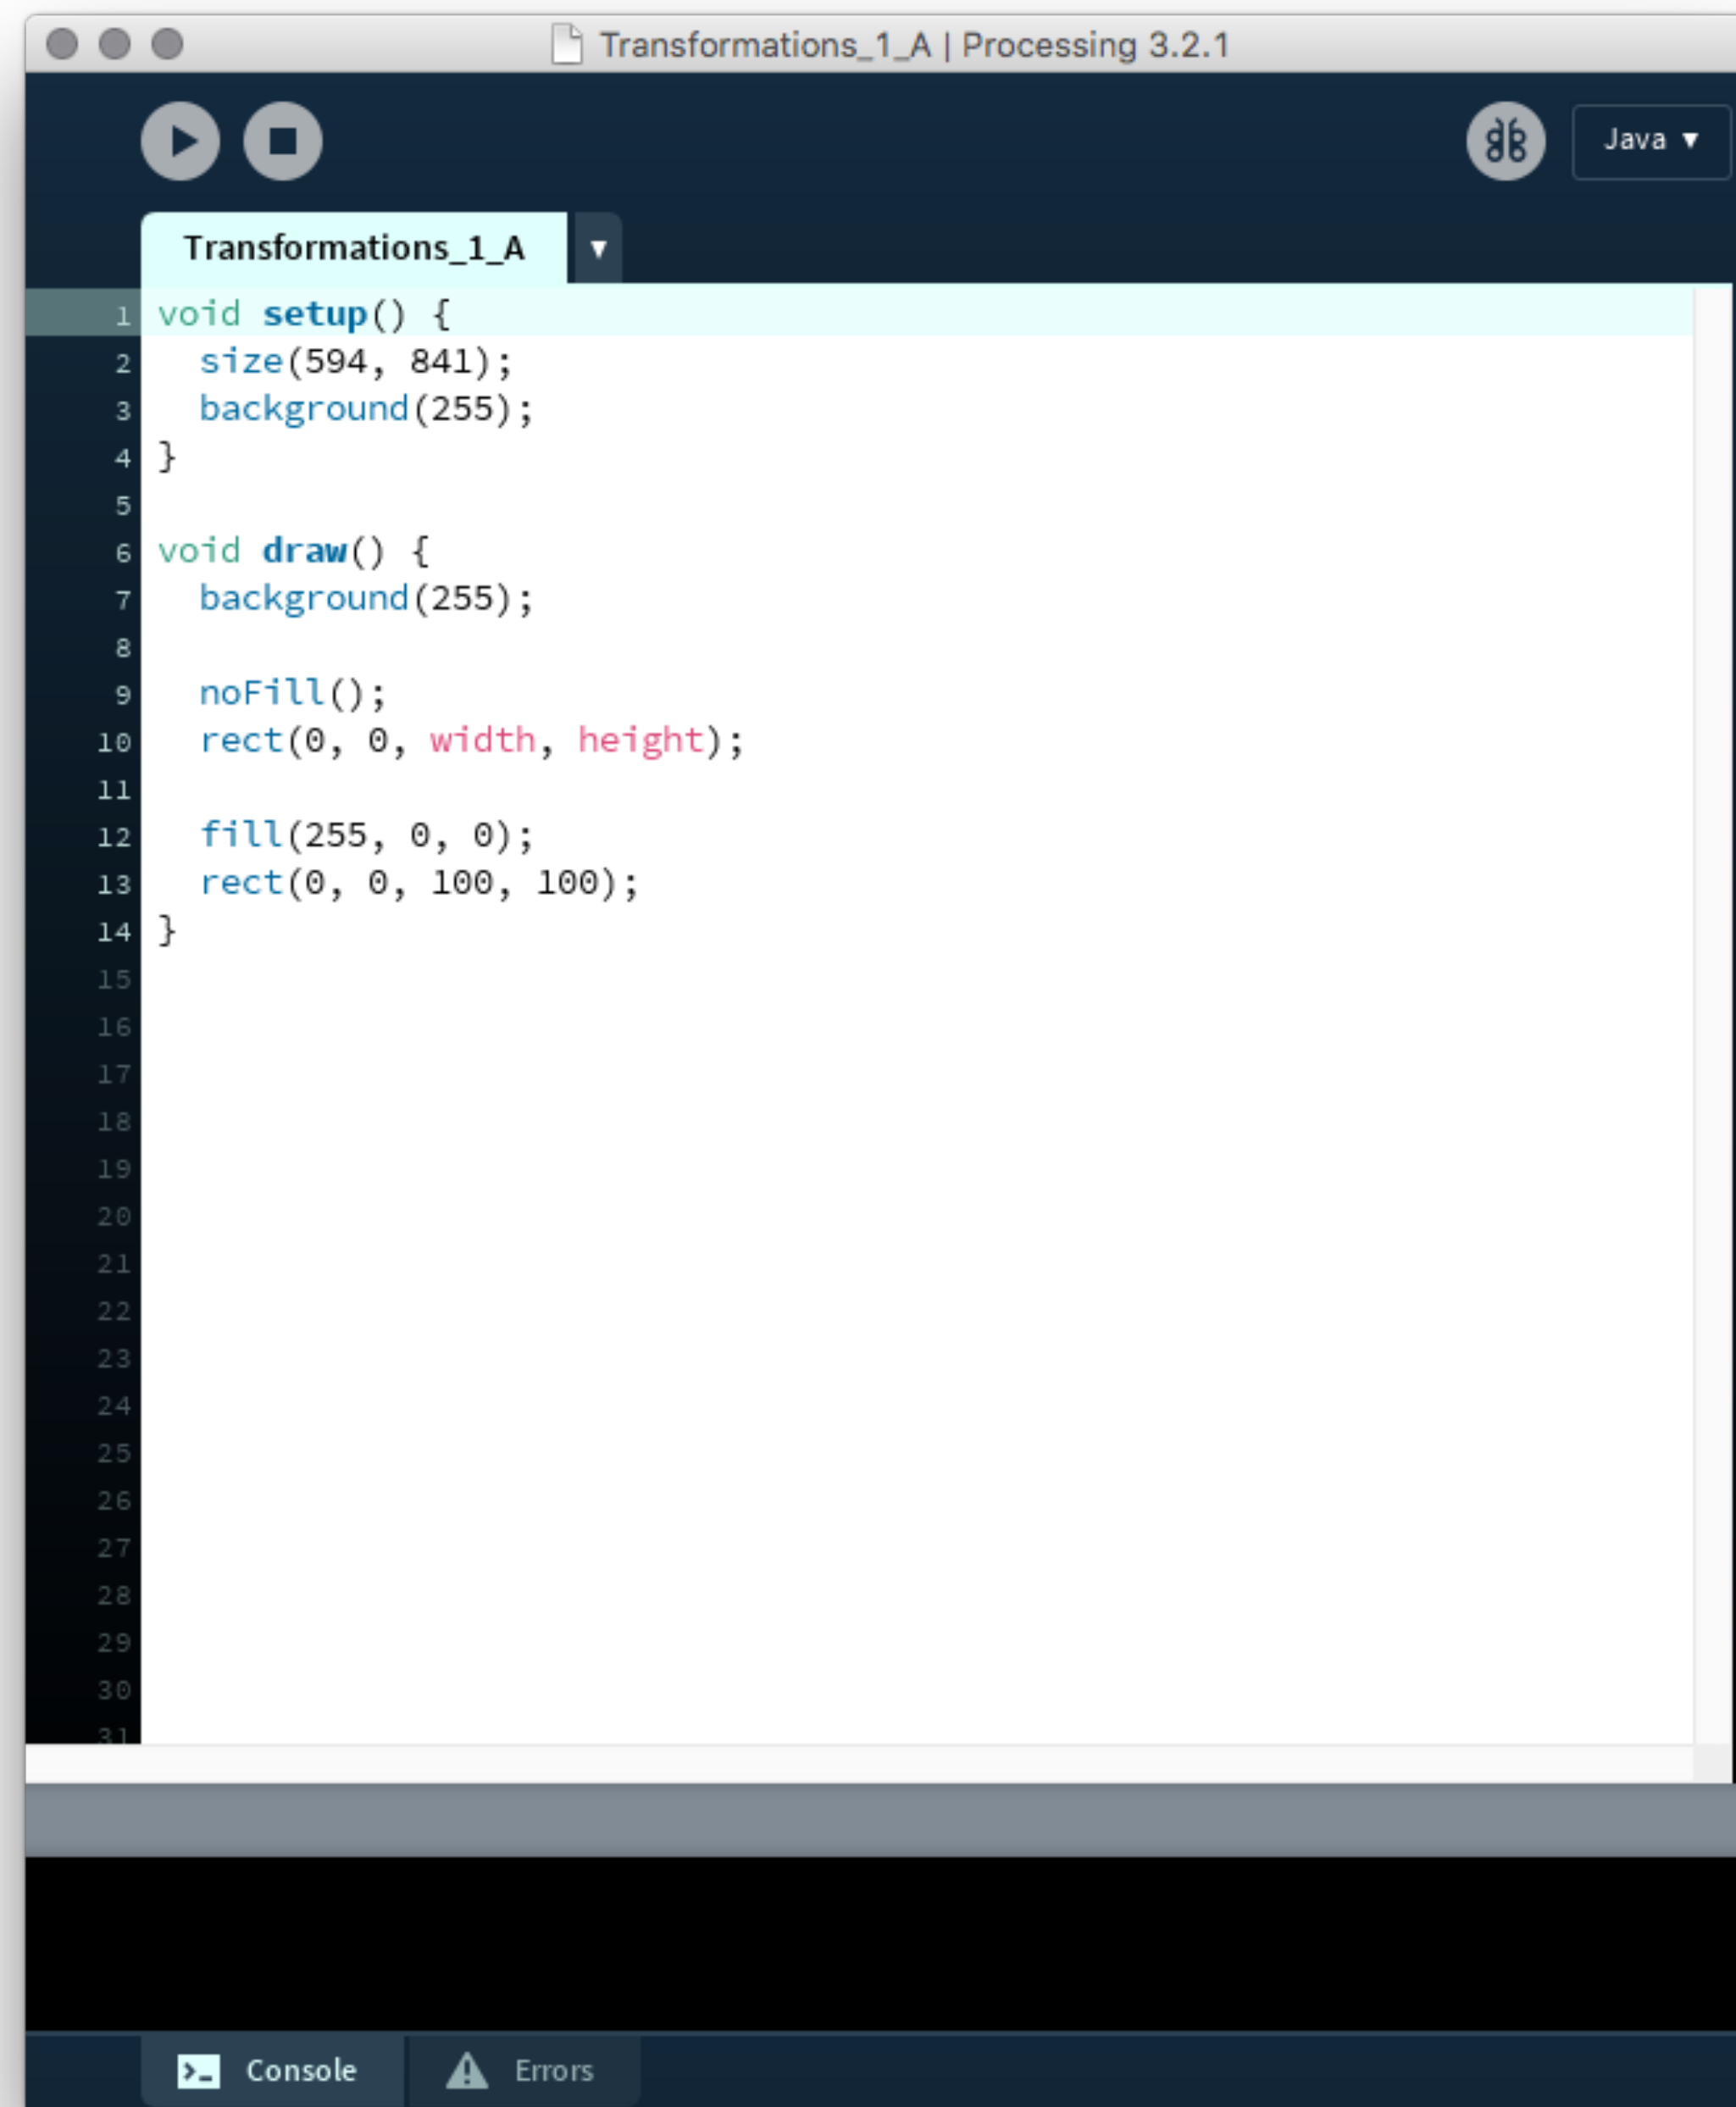 Transformations_1_A | Processing 3.2.1
Java ▼
Transformations_1_A ▼
1 void setup() {
2   size(594, 841);
3   background(255);
4 }
5
6 void draw() {
7   background(255);
8
9   noFill();
10   rect(0, 0, width, height);
11
12   fill(255, 0, 0);
13   rect(0, 0, 100, 100);
14 }
15
16
17
18
19
20
21
22
23
24
25
26
27
28
29
30
31
Console Errors